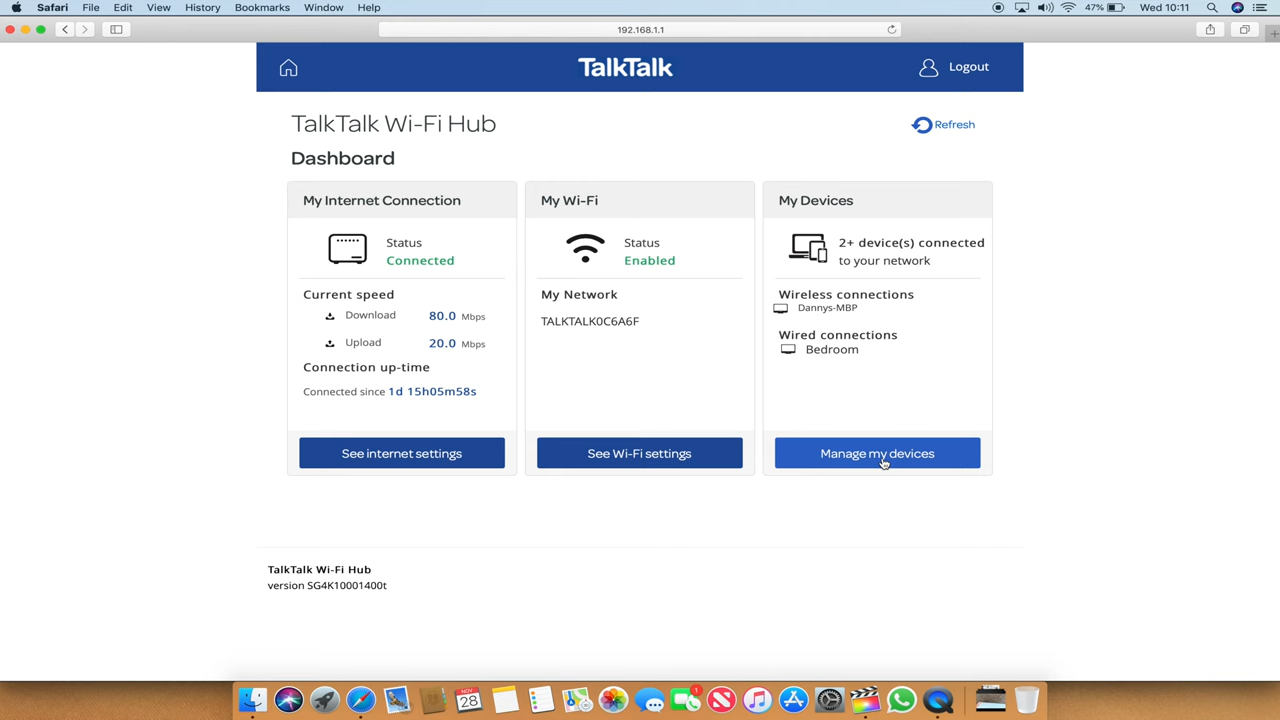 Safari File Edit View History Bookmarks Window Help 47% Wed 10:11
192.168.1.1
TalkTalk Logout
TalkTalk Wi-Fi Hub
Refresh
Dashboard
My Internet Connection
Status
Connected
Current speed
Download 80.0 Mbps
Upload 20.0 Mbps
Connection up-time
Connected since 1d 15h05m58s
See internet settings
My Wi-Fi
Status
Enabled
My Network
TALKTALK0C6A6F
See Wi-Fi settings
My Devices
2+ device(s) connected
to your network
Wireless connections
Dannys-MBP
Wired connections
Bedroom
Manage my devices
TalkTalk Wi-Fi Hub
version SG4K10001400t
NOV
28
1